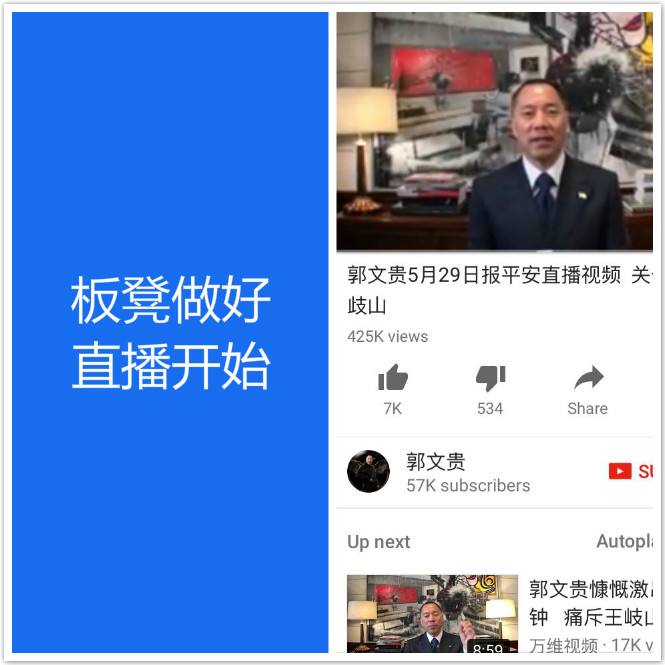 板凳做好
直播开始
郭文贵5月29日报平安直播视频 关
歧山
425K views
7K
534
Share
郭文贵
57K subscribers
Up next
Autopla
郭文贵慷慨激
钟 痛斥王岐山
万维视频 · 17K v
8:59